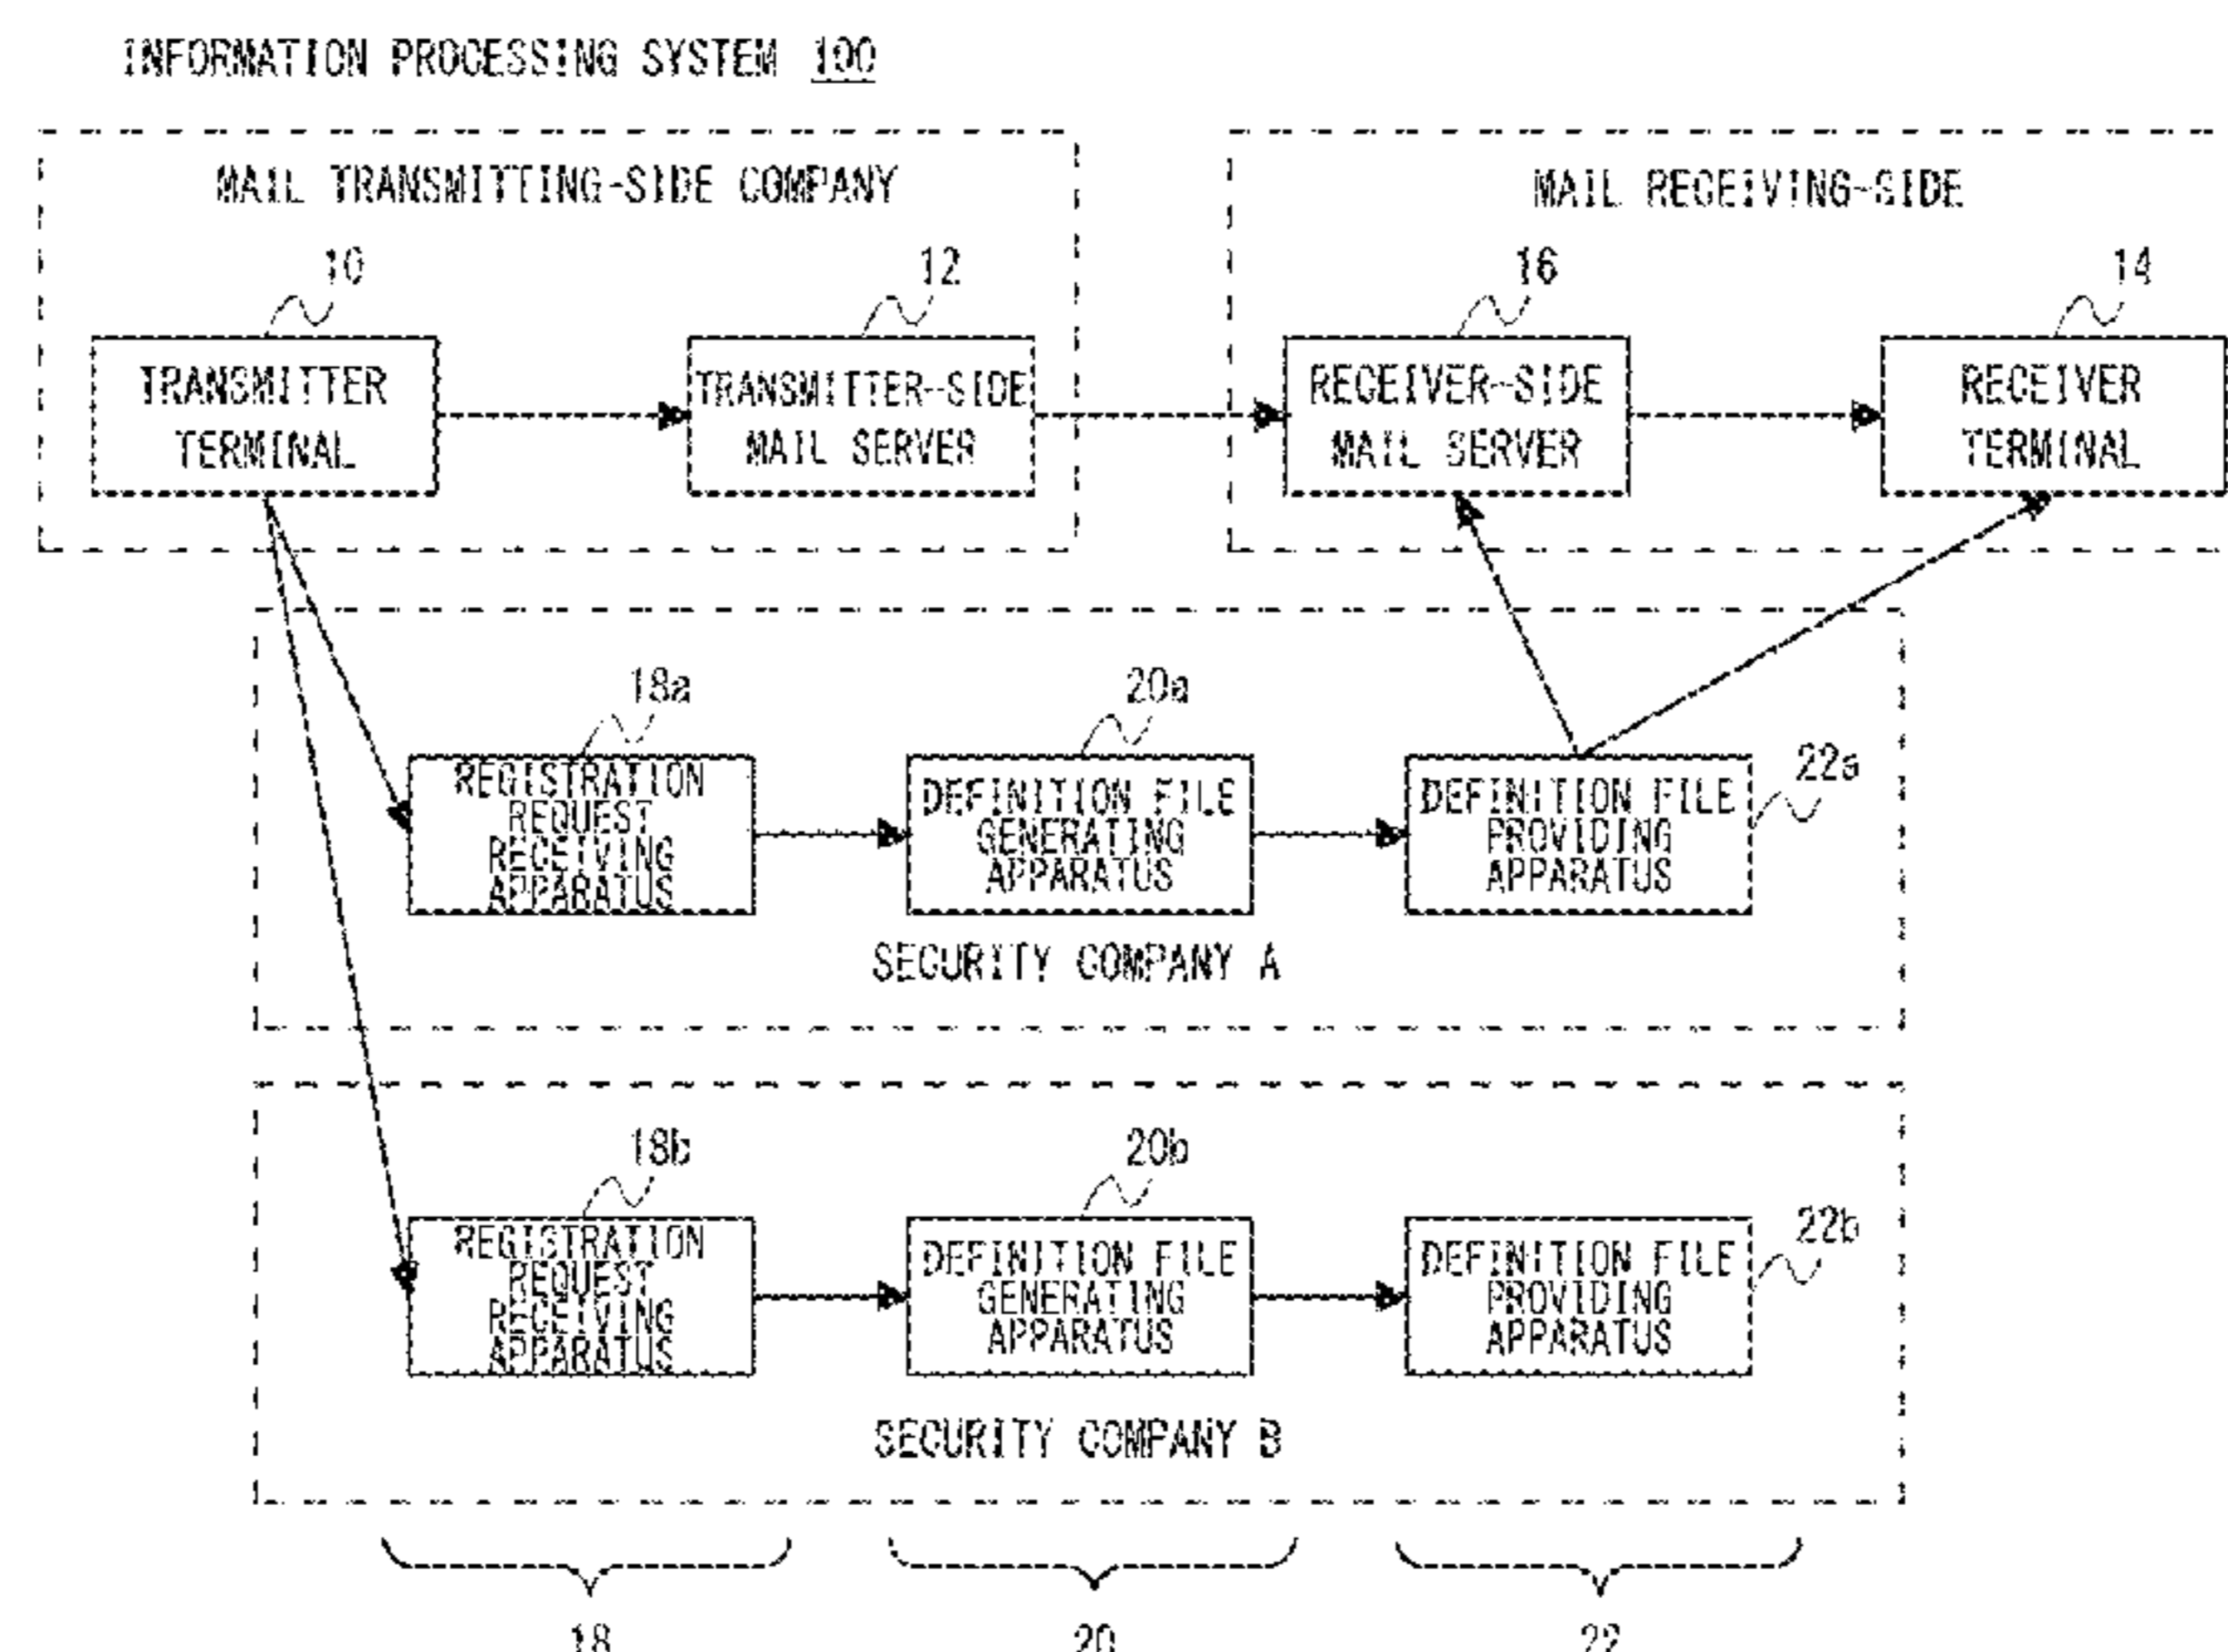 INFORMATION PROCESSING SYSTEM 100
MAIL TRANSMITTING-SIDE COMPANY
MAIL RECEIVING-SIDE
10
12
16
14
TRANSMITTER
TERMINAL
TRANSMITTER-SIDE
MAIL SERVER
RECEIVER-SIDE
MAIL SERVER
RECEIVER
TERMINAL
18a
20a
22a
REGISTRATION
REQUEST
RECEIVING
APPARATUS
DEFINITION FILE
GENERATING
APPARATUS
DEFINITION FILE
PROVIDING
APPARATUS
SECURITY COMPANY A
18b
20b
22b
REGISTRATION
REQUEST
RECEIVING
APPARATUS
DEFINITION FILE
GENERATING
APPARATUS
DEFINITION FILE
PROVIDING
APPARATUS
SECURITY COMPANY B
18
20
22